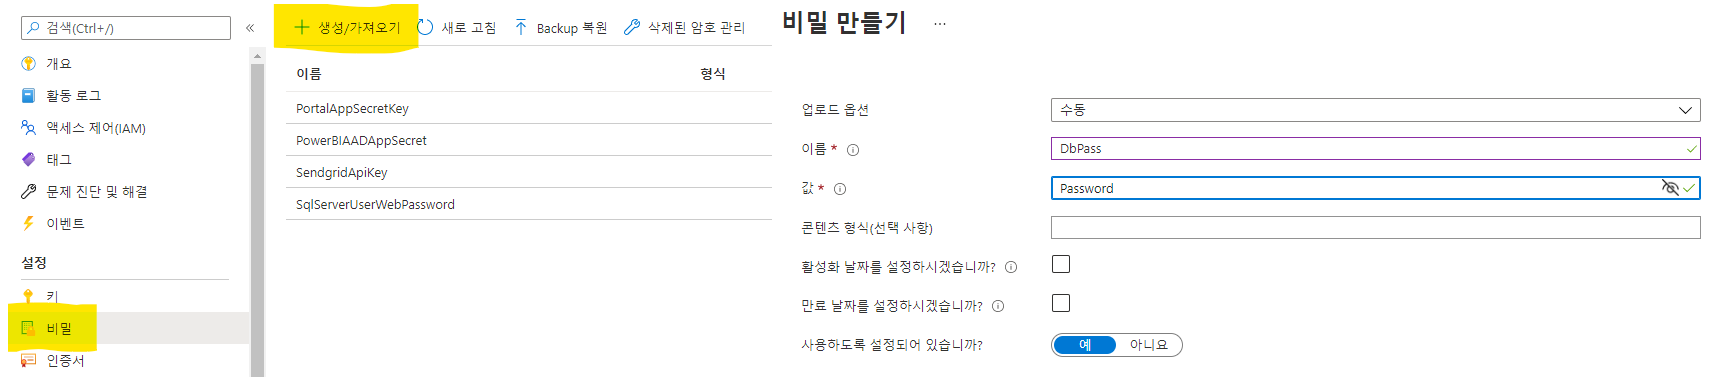 검색(Ctrl+/)
«
개요
활동 로그
액세스 제어(IAM)
태그
문제 진단 및 해결
이벤트
설정
키
비밀
인증서
생성/가져오기
새로 고침
Backup 복원
삭제된 암호 관리
이름 형식
PortalAppSecretKey
PowerBIAADAppSecret
SendgridApiKey
SqlServerUserWebPassword
비밀 만들기 ...
업로드 옵션 수동
이름 * DbPass
값 * Password
콘텐츠 형식(선택 사항)
활성화 날짜를 설정하시겠습니까?
만료 날짜를 설정하시겠습니까?
사용하도록 설정되어 있습니까? 예 아니요